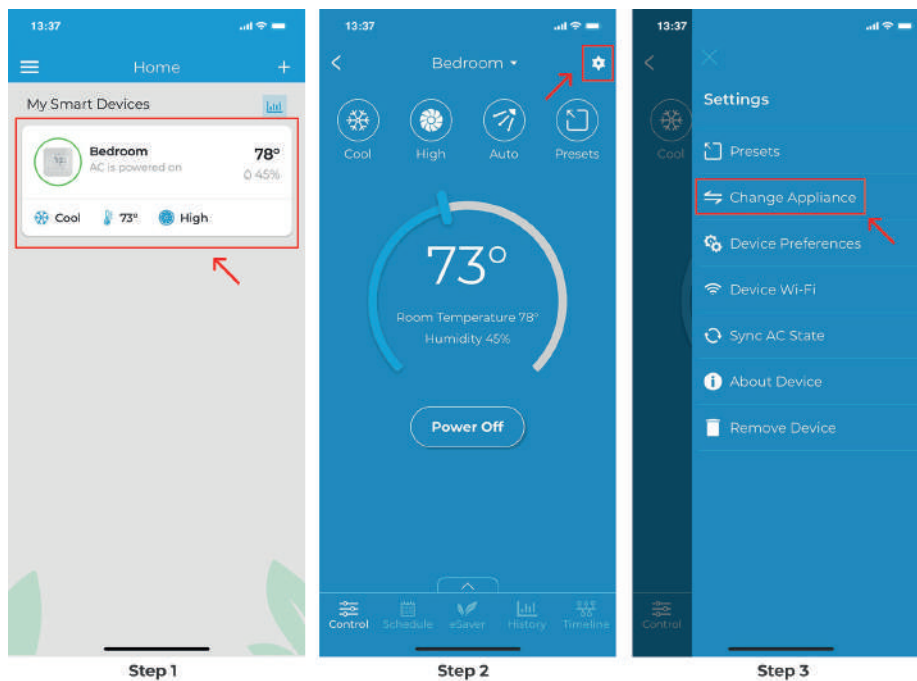 13:37
Home
My Smart Devices
Bedroom
AC is powered on
78°
45%
Cool
73°
High
Step 1
13:37
Bedroom
Cool
High
Auto
Presets
73°
Room Temperature 78°
Humidity 45%
Power Off
Control
Schedule
eSaver
History
Timeline
Step 2
13:37
Cool
Settings
Presets
Change Appliance
Device Preferences
Device Wi-Fi
Sync AC State
About Device
Remove Device
Control
Step 3